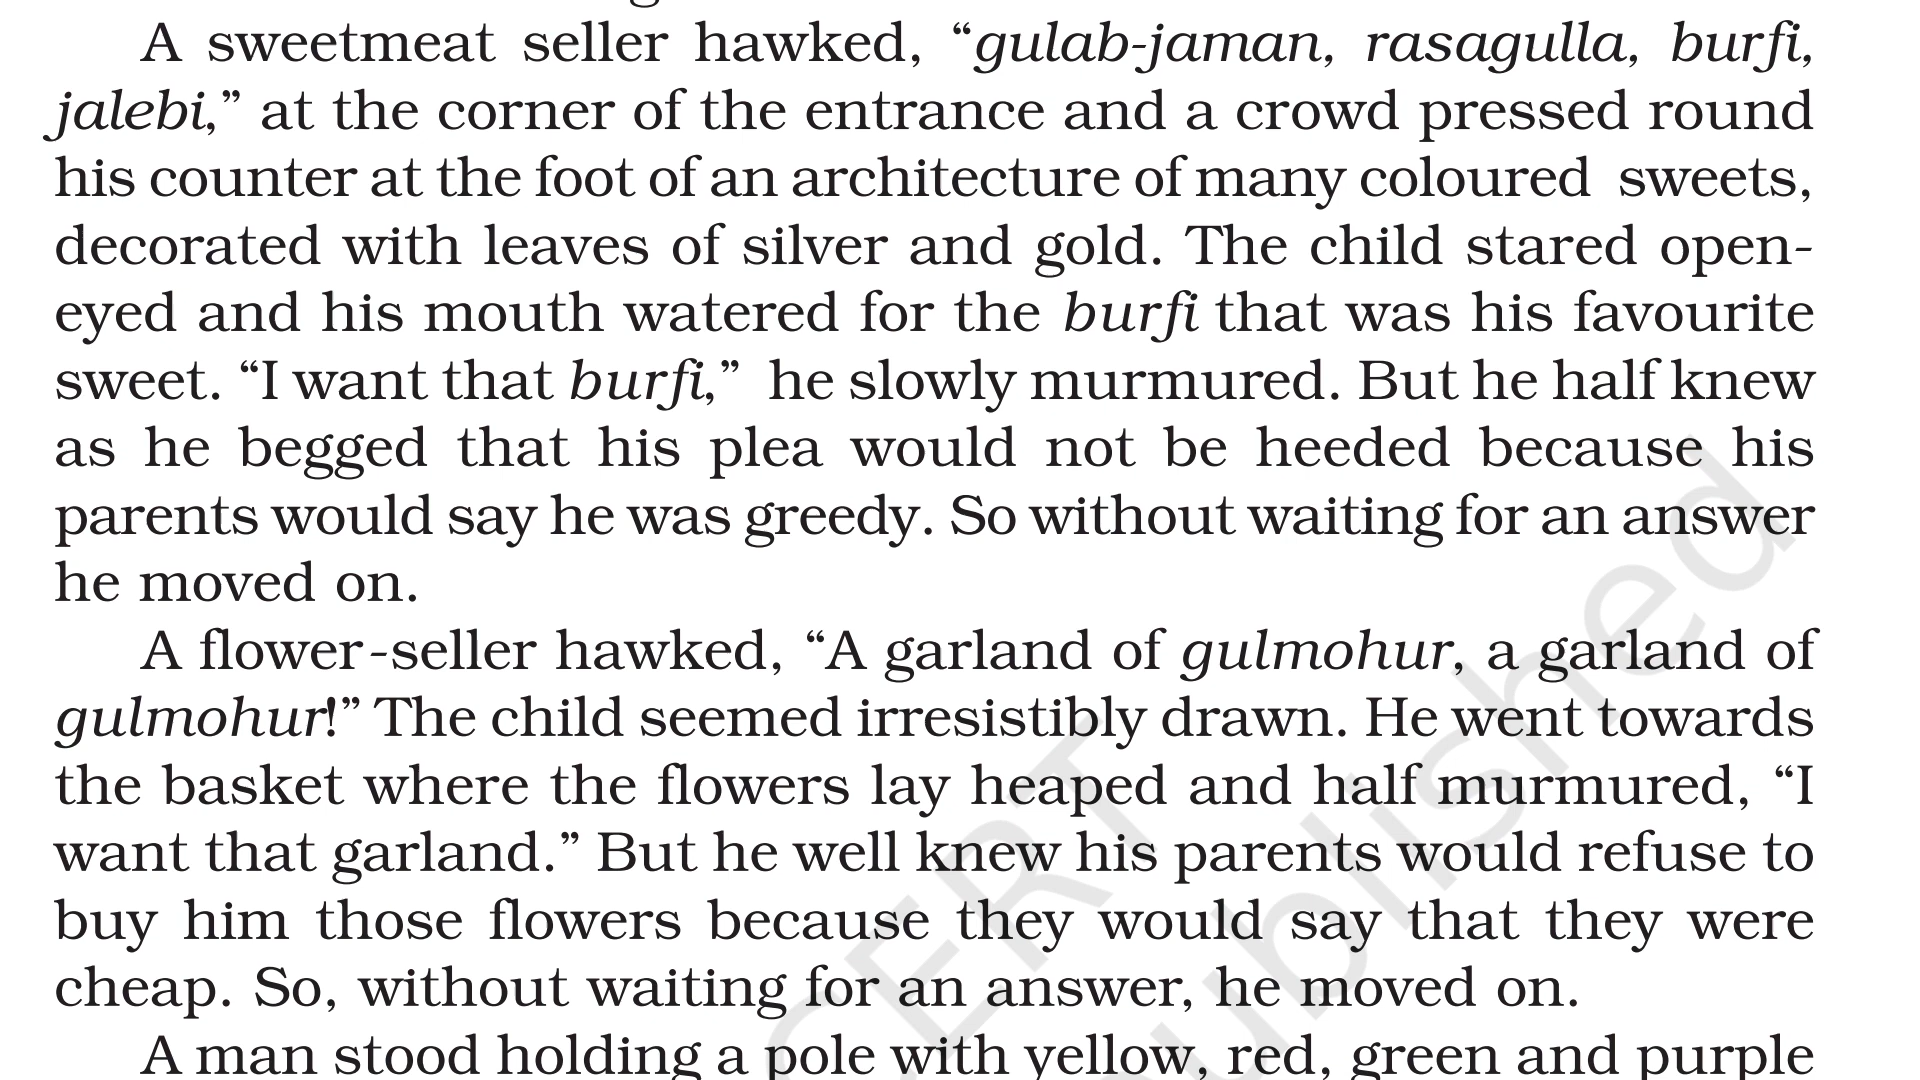 A sweetmeat seller hawked, “gulab-jaman, rasagulla, burfi,
jalebi,” at the corner of the entrance and a crowd pressed round
his counter at the foot of an architecture of many coloured sweets,
decorated with leaves of silver and gold. The child stared open-
eyed and his mouth watered for the burfi that was his favourite
sweet. “I want that burfi,” he slowly murmured. But he half knew
as he begged that his plea would not be heeded because his
parents would say he was greedy. So without waiting for an answer
he moved on.
A flower-seller hawked, “A garland of gulmohur, a garland of
gulmohur!” The child seemed irresistibly drawn. He went towards
the basket where the flowers lay heaped and half murmured, “I
want that garland.” But he well knew his parents would refuse to
buy him those flowers because they would say that they were
cheap. So, without waiting for an answer, he moved on.
A man stood holding a pole with yellow, red, green and purple